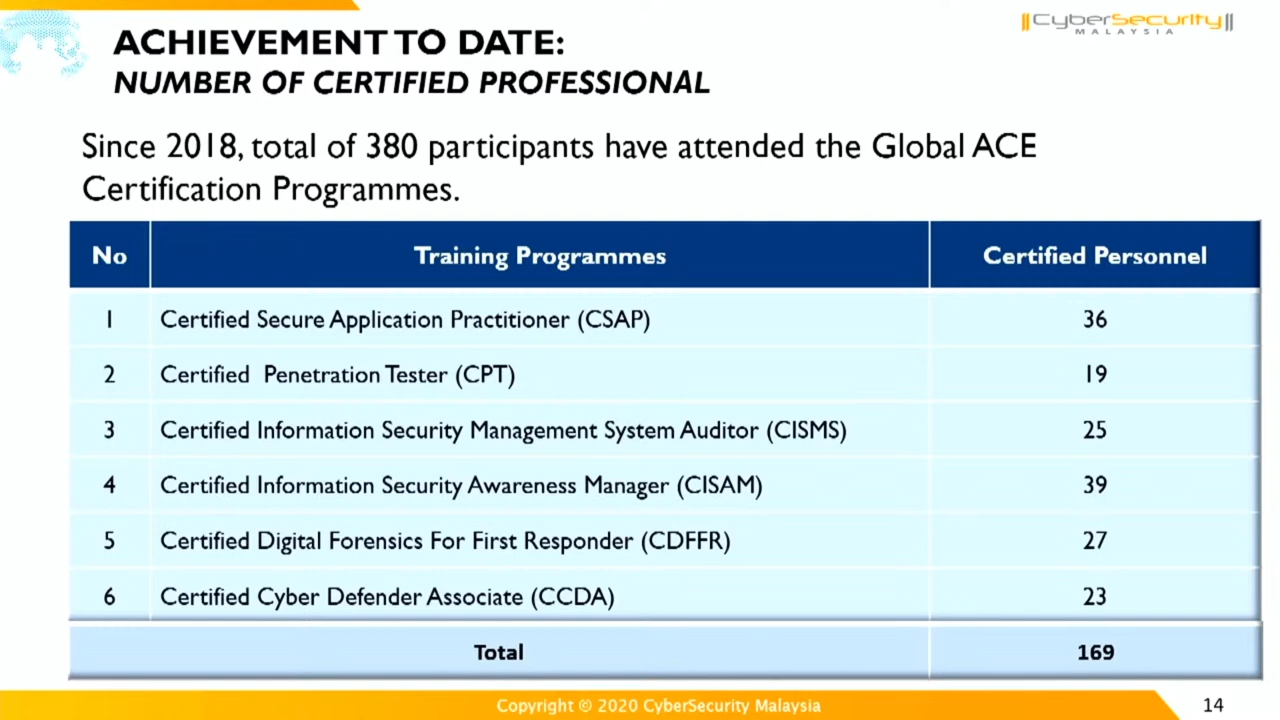 ||CyberSecurity||
MALAYSIA
ACHIEVEMENT TO DATE:
NUMBER OF CERTIFIED PROFESSIONAL
Since 2018, total of 380 participants have attended the Global ACE
Certification Programmes.
No Training Programmes Certified Personnel
1 Certified Secure Application Practitioner (CSAP) 36
2 Certified Penetration Tester (CPT) 19
3 Certified Information Security Management System Auditor (CISMS) 25
4 Certified Information Security Awareness Manager (CISAM) 39
5 Certified Digital Forensics For First Responder (CDFFR) 27
6 Certified Cyber Defender Associate (CCDA) 23
Total 169
Copyright © 2020 CyberSecurity Malaysia
14